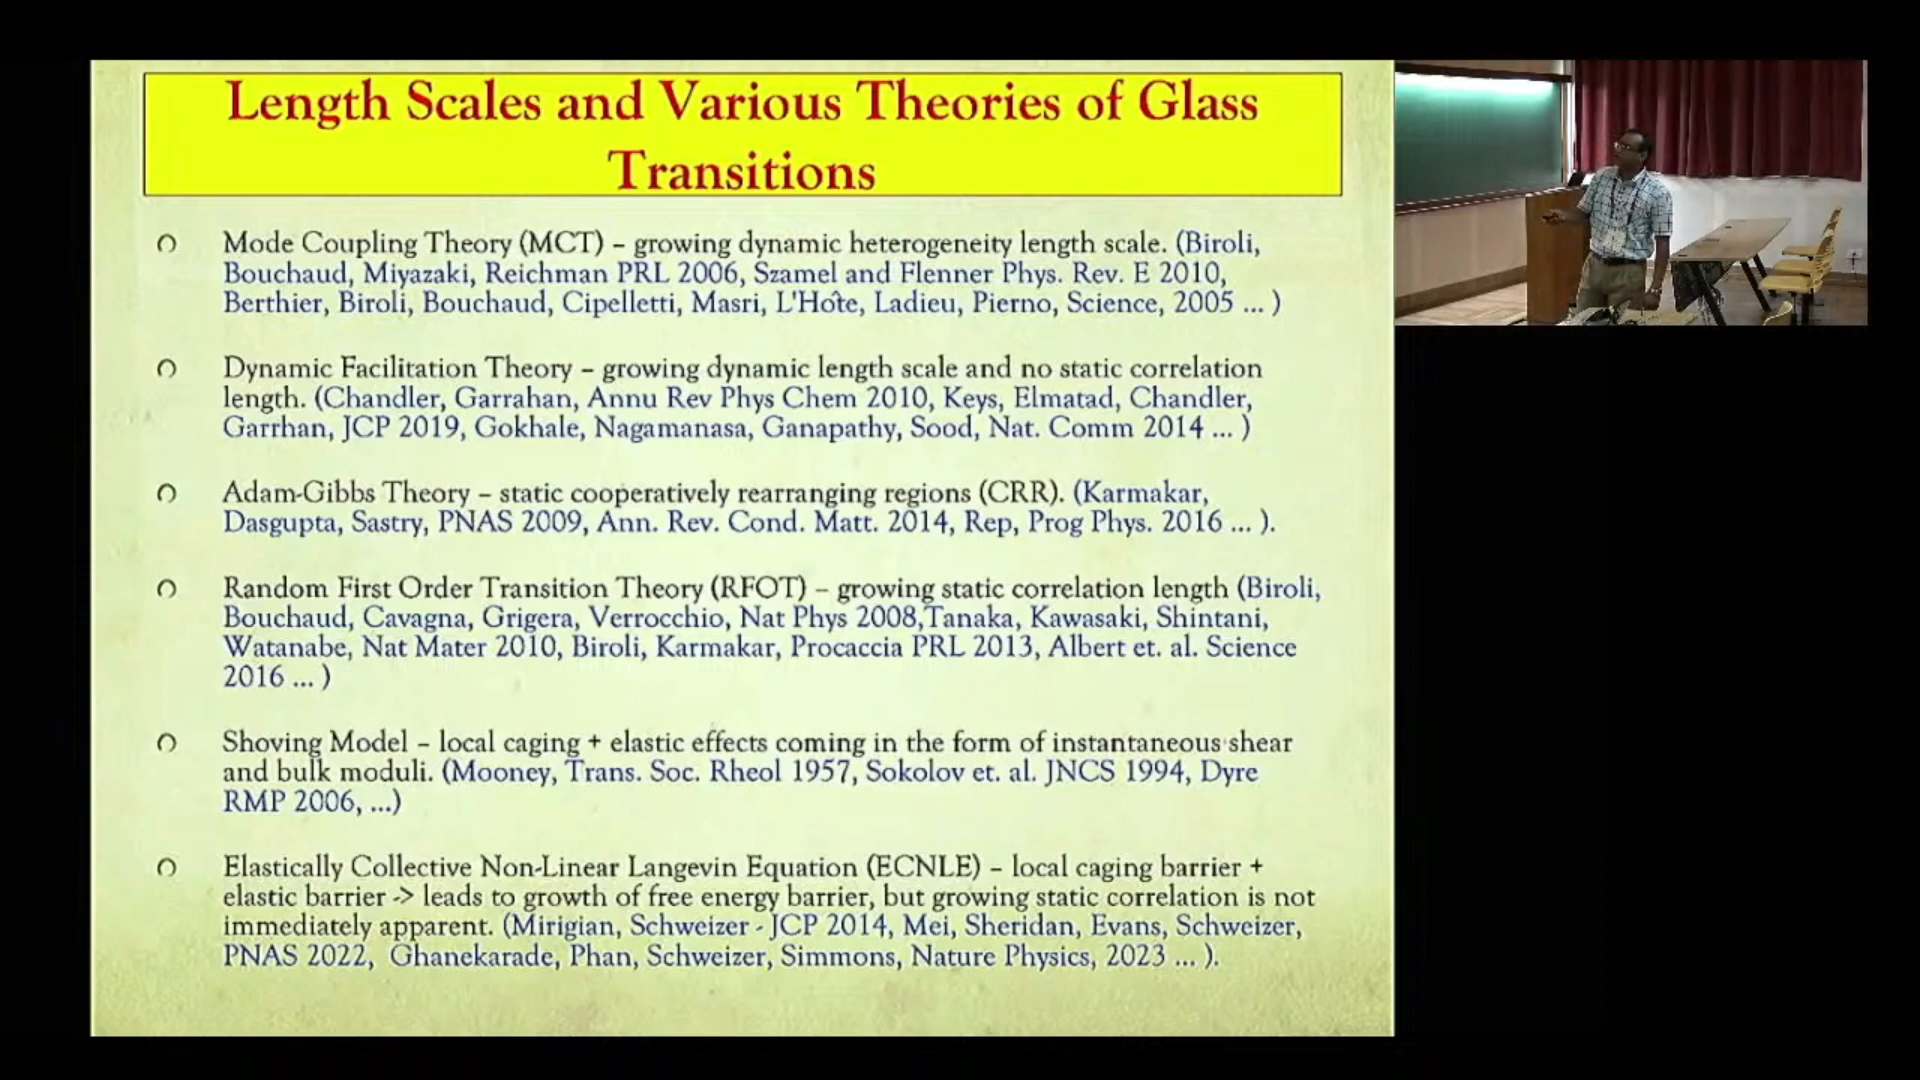 Length Scales and Various Theories of Glass
Transitions
Mode Coupling Theory (MCT) – growing dynamic heterogeneity length scale. (Biroli,
Bouchaud, Miyazaki, Reichman PRL 2006, Szamel and Flenner Phys. Rev. E 2010,
Berthier, Biroli, Bouchaud, Cipelletti, Masri, L'Hôte, Ladieu, Pierno, Science, 2005 ... )
Dynamic Facilitation Theory – growing dynamic length scale and no static correlation
length. (Chandler, Garrahan, Annu Rev Phys Chem 2010, Keys, Elmatad, Chandler,
Garrhan, JCP 2019, Gokhale, Nagamanasa, Ganapathy, Sood, Nat. Comm 2014 ... )
Adam-Gibbs Theory – static cooperatively rearranging regions (CRR). (Karmakar,
Dasgupta, Sastry, PNAS 2009, Ann. Rev. Cond. Matt. 2014, Rep, Prog Phys. 2016 ... ).
Random First Order Transition Theory (RFOT) – growing static correlation length (Biroli,
Bouchaud, Cavagna, Grigera, Verrocchio, Nat Phys 2008,Tanaka, Kawasaki, Shintani,
Watanabe, Nat Mater 2010, Biroli, Karmakar, Procaccia PRL 2013, Albert et. al. Science
2016 ... )
Shoving Model – local caging + elastic effects coming in the form of instantaneous shear
and bulk moduli. (Mooney, Trans. Soc. Rheol 1957, Sokolov et. al. JNCS 1994, Dyre
RMP 2006, ...)
Elastically Collective Non-Linear Langevin Equation (ECNLE) – local caging barrier +
elastic barrier -> leads to growth of free energy barrier, but growing static correlation is not
immediately apparent. (Mirigian, Schweizer - JCP 2014, Mei, Sheridan, Evans, Schweizer,
PNAS 2022, Ghanekarade, Phan, Schweizer, Simmons, Nature Physics, 2023 ... ).